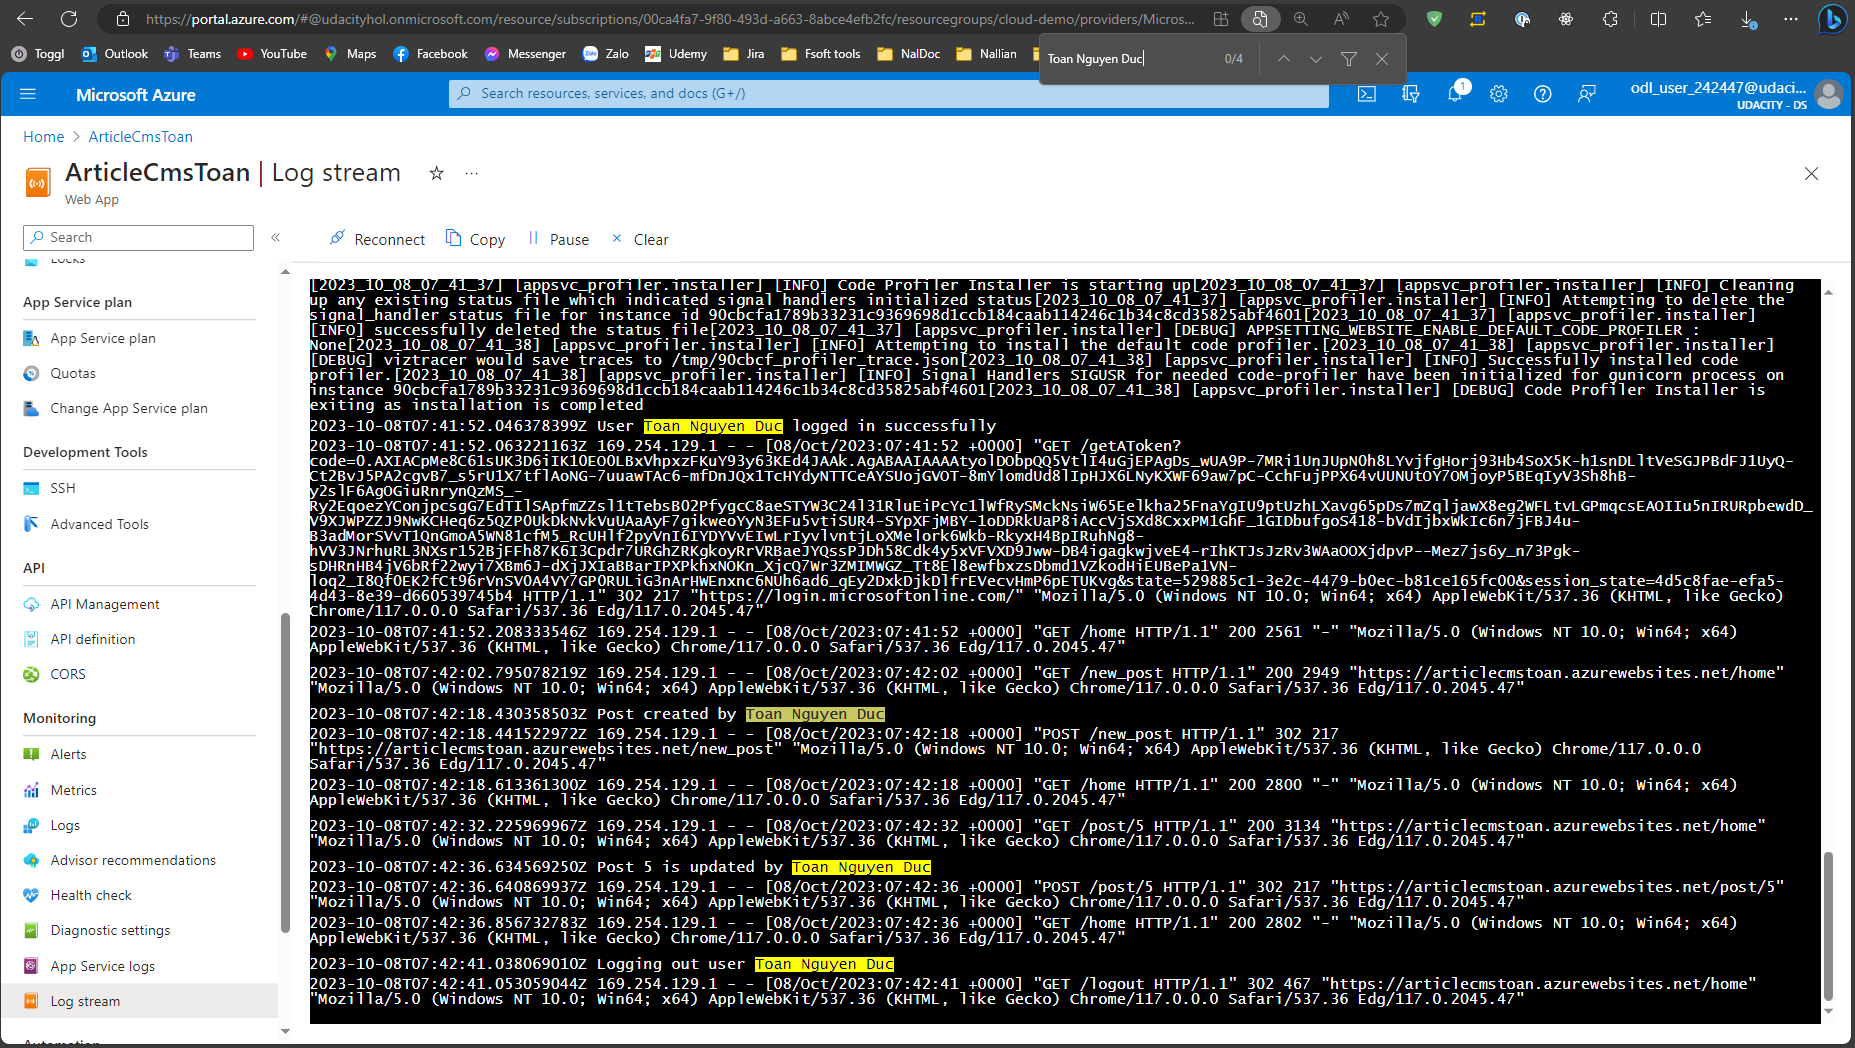 https://portal.azure.com/#@udacityhol.onmicrosoft.com/resource/subscriptions/00ca4fa7-9f80-493d-a663-8abce4efb2fc/resourcegroups/cloud-demo/providers/Micros...
Toggl Outlook Teams YouTube Maps Facebook Messenger Zalo Udemy Jira Fsoft tools NalDoc Nallian
Toan Nguyen Duc 0/4
Microsoft Azure
Search resources, services, and docs (G+/)
1
odl_user_242447@udaci...
UDACITY - DS
Home > ArticleCmsToan
ArticleCmsToan | Log stream
Web App
Search
Reconnect Copy Pause Clear
Locks
App Service plan
App Service plan
Quotas
Change App Service plan
Development Tools
SSH
Advanced Tools
API
API Management
API definition
CORS
Monitoring
Alerts
Metrics
Logs
Advisor recommendations
Health check
Diagnostic settings
App Service logs
Log stream
Automation
[2023_10_08_07_41_37] [appsvc_profiler.installer] [INFO] Code Profiler Installer is starting up[2023_10_08_07_41_37] [appsvc_profiler.installer] [INFO] Cleaning
up any existing status file which indicated signal handlers initialized status[2023_10_08_07_41_37] [appsvc_profiler.installer] [INFO] Attempting to delete the
signal_handler status file for instance id 90cbcfa1789b33231c9369698d1ccb184caab114246c1b34c8cd35825abf4601[2023_10_08_07_41_37] [appsvc_profiler.installer]
[INFO] successfully deleted the status file[2023_10_08_07_41_37] [appsvc_profiler.installer] [DEBUG] APPSETTING_WEBSITE_ENABLE_DEFAULT_CODE_PROFILER :
None[2023_10_08_07_41_38] [appsvc_profiler.installer] [INFO] Attempting to install the default code profiler.[2023_10_08_07_41_38] [appsvc_profiler.installer]
[DEBUG] viztracer would save traces to /tmp/90cbcf_profiler_trace.json[2023_10_08_07_41_38] [appsvc_profiler.installer] [INFO] Successfully installed code
profiler.[2023_10_08_07_41_38] [appsvc_profiler.installer] [INFO] Signal Handlers SIGUSR for needed code-profiler have been initialized for gunicorn process on
instance 90cbcfa1789b33231c9369698d1ccb184caab114246c1b34c8cd35825abf4601[2023_10_08_07_41_38] [appsvc_profiler.installer] [DEBUG] Code Profiler Installer is
exiting as installation is completed
2023-10-08T07:41:52.046378399Z User Toan Nguyen Duc logged in successfully
2023-10-08T07:41:52.063221163Z 169.254.129.1 - - [08/Oct/2023:07:41:52 +0000] "GET /getAToken?
4d43-8e39-d660539745b4 HTTP/1.1" 302 217 "https://login.microsoftonline.com/" "Mozilla/5.0 (Windows NT 10.0; Win64; x64) AppleWebKit/537.36 (KHTML, like Gecko)
Chrome/117.0.0.0 Safari/537.36 Edg/117.0.2045.47"
2023-10-08T07:41:52.208333546Z 169.254.129.1 - - [08/Oct/2023:07:41:52 +0000] "GET /home HTTP/1.1" 200 2561 "-" "Mozilla/5.0 (Windows NT 10.0; Win64; x64)
AppleWebKit/537.36 (KHTML, like Gecko) Chrome/117.0.0.0 Safari/537.36 Edg/117.0.2045.47"
2023-10-08T07:42:02.795078219Z 169.254.129.1 - - [08/Oct/2023:07:42:02 +0000] "GET /new_post HTTP/1.1" 200 2949 "https://articlecmstoan.azurewebsites.net/home"
"Mozilla/5.0 (Windows NT 10.0; Win64; x64) AppleWebKit/537.36 (KHTML, like Gecko) Chrome/117.0.0.0 Safari/537.36 Edg/117.0.2045.47"
2023-10-08T07:42:18.430358503Z Post created by Toan Nguyen Duc
2023-10-08T07:42:18.441522972Z 169.254.129.1 - - [08/Oct/2023:07:42:18 +0000] "POST /new_post HTTP/1.1" 302 217
"https://articlecmstoan.azurewebsites.net/new_post" "Mozilla/5.0 (Windows NT 10.0; Win64; x64) AppleWebKit/537.36 (KHTML, like Gecko) Chrome/117.0.0.0
Safari/537.36 Edg/117.0.2045.47"
2023-10-08T07:42:18.613361300Z 169.254.129.1 - - [08/Oct/2023:07:42:18 +0000] "GET /home HTTP/1.1" 200 2800 "-" "Mozilla/5.0 (Windows NT 10.0; Win64; x64)
AppleWebKit/537.36 (KHTML, like Gecko) Chrome/117.0.0.0 Safari/537.36 Edg/117.0.2045.47"
2023-10-08T07:42:32.225969967Z 169.254.129.1 - - [08/Oct/2023:07:42:32 +0000] "GET /post/5 HTTP/1.1" 200 3134 "https://articlecmstoan.azurewebsites.net/home"
"Mozilla/5.0 (Windows NT 10.0; Win64; x64) AppleWebKit/537.36 (KHTML, like Gecko) Chrome/117.0.0.0 Safari/537.36 Edg/117.0.2045.47"
2023-10-08T07:42:36.634569250Z Post 5 is updated by Toan Nguyen Duc
2023-10-08T07:42:36.640869937Z 169.254.129.1 - - [08/Oct/2023:07:42:36 +0000] "POST /post/5 HTTP/1.1" 302 217 "https://articlecmstoan.azurewebsites.net/post/5"
"Mozilla/5.0 (Windows NT 10.0; Win64; x64) AppleWebKit/537.36 (KHTML, like Gecko) Chrome/117.0.0.0 Safari/537.36 Edg/117.0.2045.47"
2023-10-08T07:42:36.856732783Z 169.254.129.1 - - [08/Oct/2023:07:42:36 +0000] "GET /home HTTP/1.1" 200 2802 "-" "Mozilla/5.0 (Windows NT 10.0; Win64; x64)
AppleWebKit/537.36 (KHTML, like Gecko) Chrome/117.0.0.0 Safari/537.36 Edg/117.0.2045.47"
2023-10-08T07:42:41.038069010Z Logging out user Toan Nguyen Duc
2023-10-08T07:42:41.053059044Z 169.254.129.1 - - [08/Oct/2023:07:42:41 +0000] "GET /logout HTTP/1.1" 302 467 "https://articlecmstoan.azurewebsites.net/home"
"Mozilla/5.0 (Windows NT 10.0; Win64; x64) AppleWebKit/537.36 (KHTML, like Gecko) Chrome/117.0.0.0 Safari/537.36 Edg/117.0.2045.47"